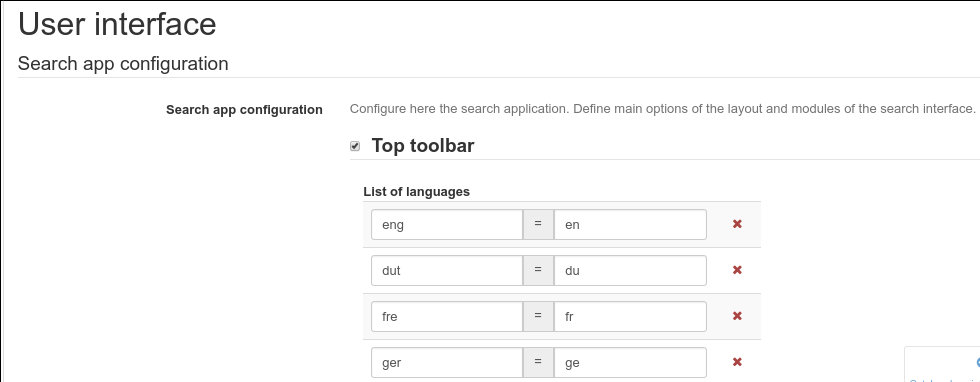 User interface
Search app configuration
Search app configuration Configure here the search application. Define main options of the layout and modules of the search interface.
Top toolbar
List of languages
eng = en
dut = du
fre = fr
ger = ge